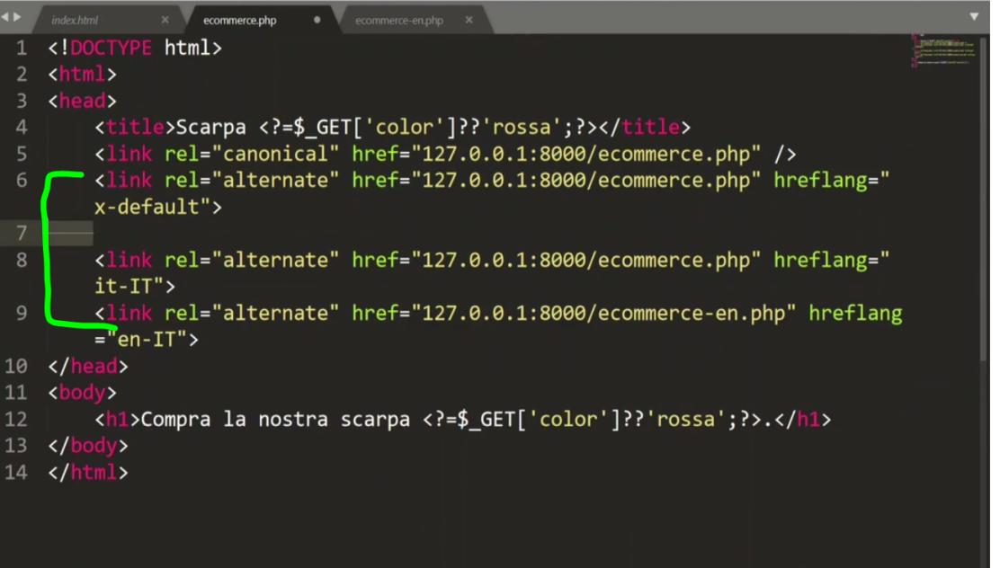 index.html × ecommerce.php ecommerce-en.php ×
1 <!DOCTYPE html>
2 <html>
3 <head>
4 <title>Scarpa <?=$_GET['color']??'rossa';?></title>
5 <link rel="canonical" href="127.0.0.1:8000/ecommerce.php" />
6 <link rel="alternate" href="127.0.0.1:8000/ecommerce.php" hreflang="
x-default">
7
8 <link rel="alternate" href="127.0.0.1:8000/ecommerce.php" hreflang="
it-IT">
9 <link rel="alternate" href="127.0.0.1:8000/ecommerce-en.php" hreflang
="en-IT">
10 </head>
11 <body>
12 <h1>Compra la nostra scarpa <?=$_GET['color']??'rossa';?>.</h1>
13 </body>
14 </html>